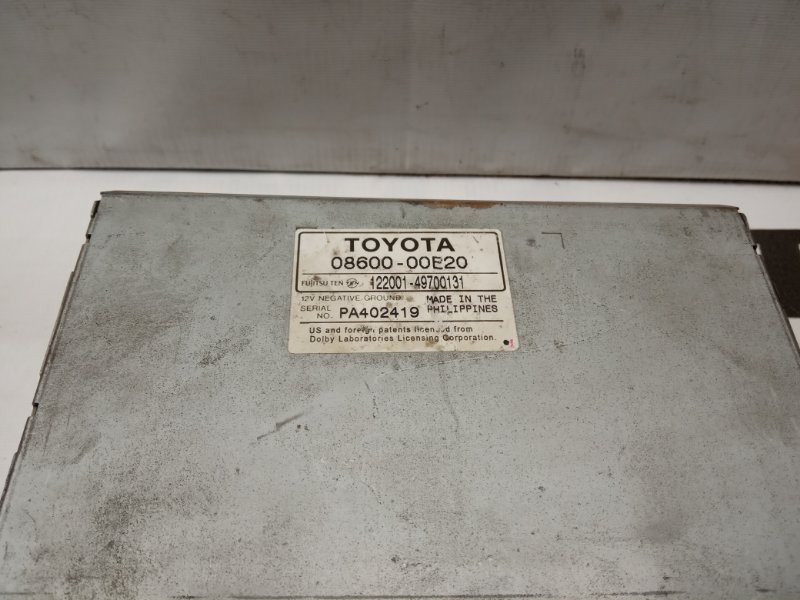 TOYOTA
08600-00E20
FUJITSU TEN 122001-49700131
12V NEGATIVE GROUND MADE IN THE
SERIAL NO. PA402419 PHILIPPINES
US and foreign patents licensed from
Dolby Laboratories Licensing Corporation.